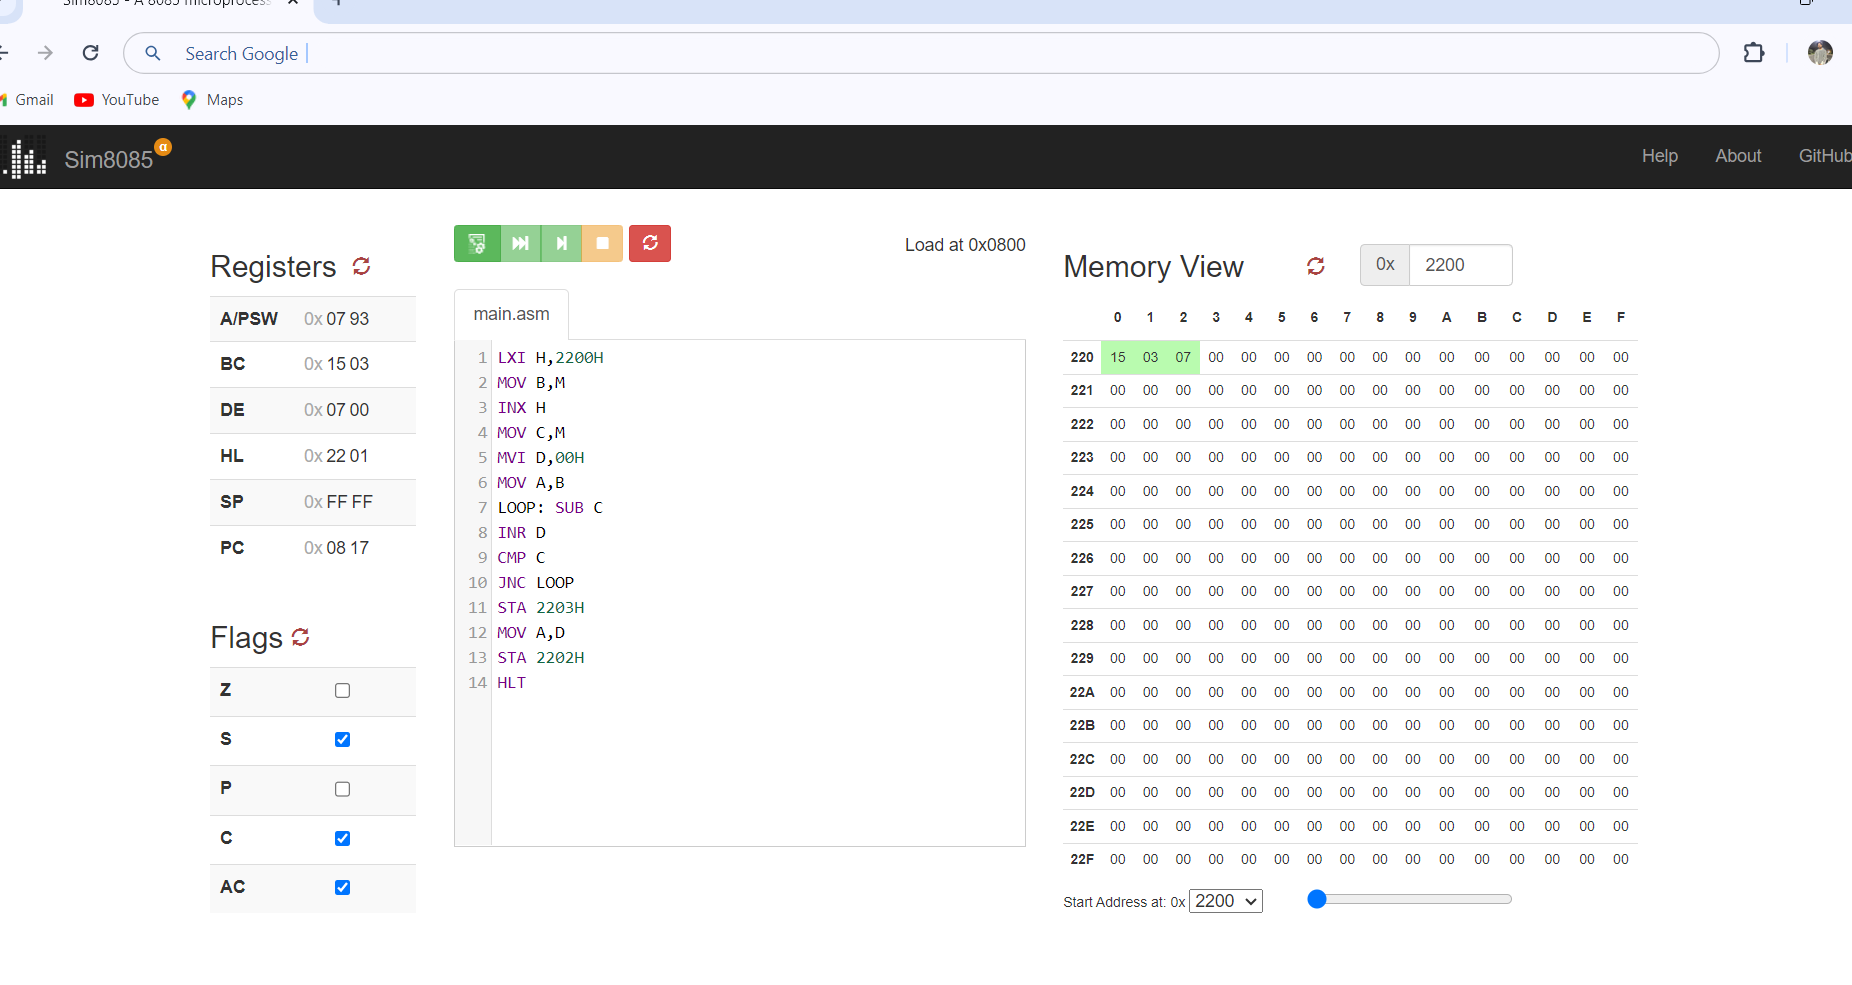 Sim8085 - A 8085 microprocess
Search Google
Gmail YouTube Maps
Sim8085 α
Help About GitHub
Registers
A/PSW 0x 07 93
BC 0x 15 03
DE 0x 07 00
HL 0x 22 01
SP 0x FF FF
PC 0x 08 17
Flags
Z
S
P
C
AC
Load at 0x0800
main.asm
1 LXI H,2200H
2 MOV B,M
3 INX H
4 MOV C,M
5 MVI D,00H
6 MOV A,B
7 LOOP: SUB C
8 INR D
9 CMP C
10 JNC LOOP
11 STA 2203H
12 MOV A,D
13 STA 2202H
14 HLT
Memory View 0x 2200
0 1 2 3 4 5 6 7 8 9 A B C D E F
220 15 03 07 00 00 00 00 00 00 00 00 00 00 00 00 00
221 00 00 00 00 00 00 00 00 00 00 00 00 00 00 00 00
222 00 00 00 00 00 00 00 00 00 00 00 00 00 00 00 00
223 00 00 00 00 00 00 00 00 00 00 00 00 00 00 00 00
224 00 00 00 00 00 00 00 00 00 00 00 00 00 00 00 00
225 00 00 00 00 00 00 00 00 00 00 00 00 00 00 00 00
226 00 00 00 00 00 00 00 00 00 00 00 00 00 00 00 00
227 00 00 00 00 00 00 00 00 00 00 00 00 00 00 00 00
228 00 00 00 00 00 00 00 00 00 00 00 00 00 00 00 00
229 00 00 00 00 00 00 00 00 00 00 00 00 00 00 00 00
22A 00 00 00 00 00 00 00 00 00 00 00 00 00 00 00 00
22B 00 00 00 00 00 00 00 00 00 00 00 00 00 00 00 00
22C 00 00 00 00 00 00 00 00 00 00 00 00 00 00 00 00
22D 00 00 00 00 00 00 00 00 00 00 00 00 00 00 00 00
22E 00 00 00 00 00 00 00 00 00 00 00 00 00 00 00 00
22F 00 00 00 00 00 00 00 00 00 00 00 00 00 00 00 00
Start Address at: 0x 2200